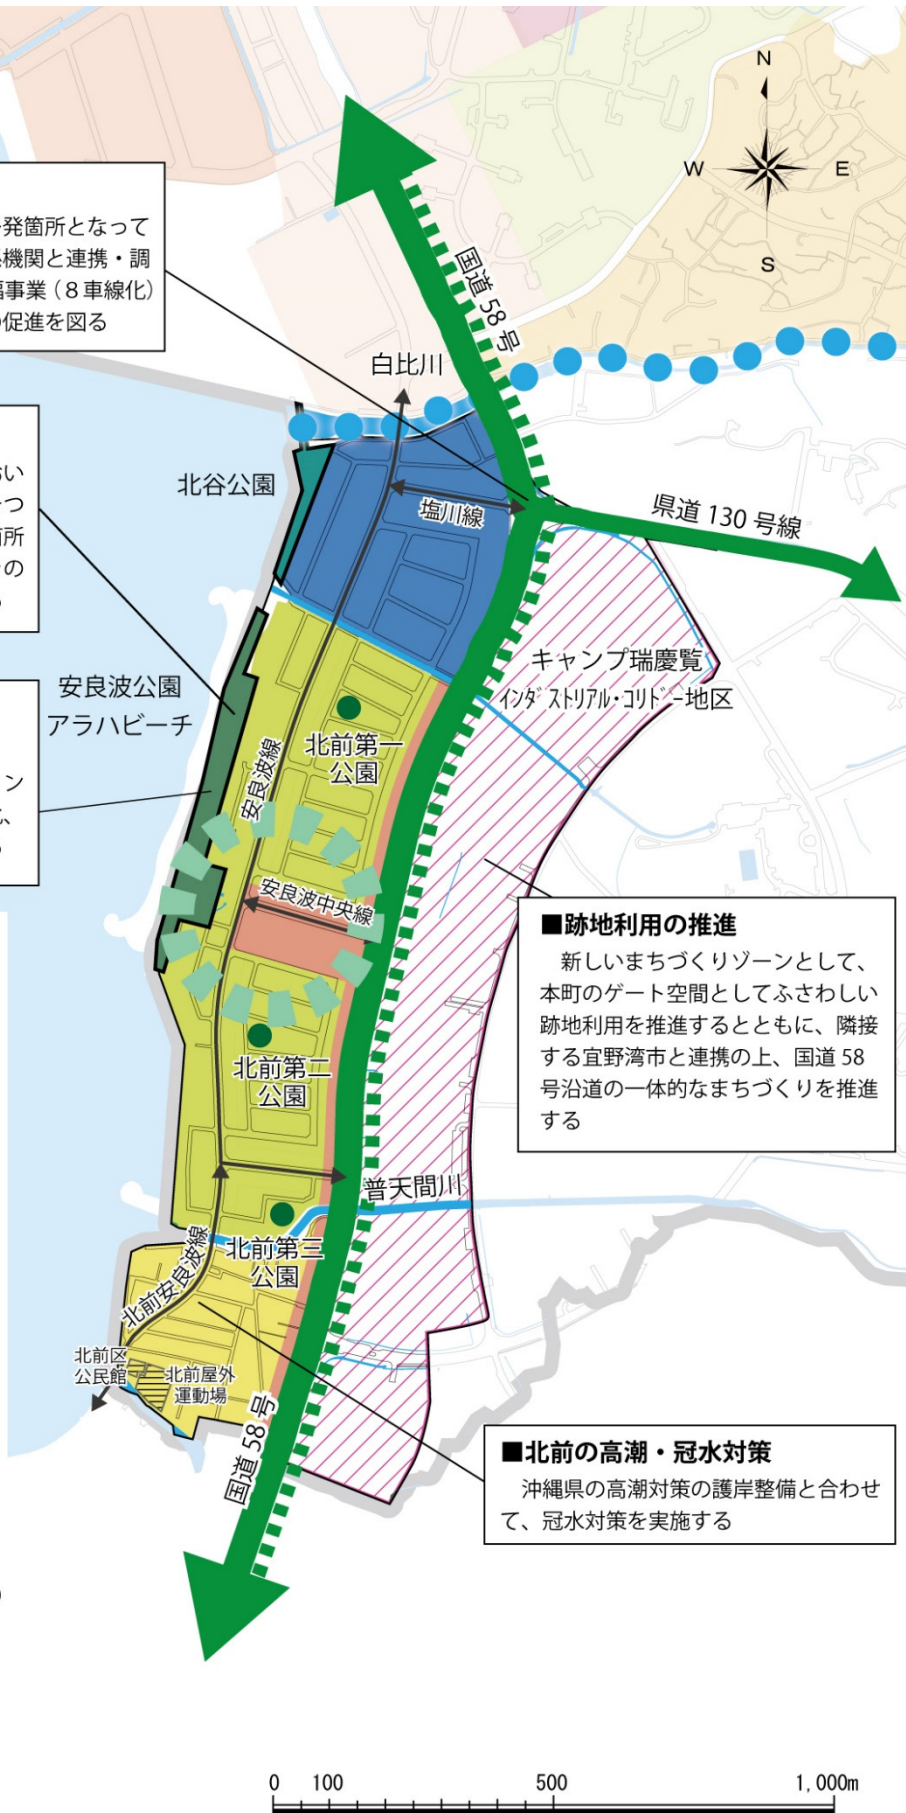 N
W E
S
発箇所となって
機関と連携・調
事業（８車線化）
促進を図る
国道 58 号
白比川
北谷公園
塩川線
県道 130 号線
キャンプ瑞慶覧
インダストリアル・コリドー地区
安良波公園
アラハビーチ
安良波線
北前第一
公園
安良波中央線
■跡地利用の推進
新しいまちづくりゾーンとして、
本町のゲート空間としてふさわしい
跡地利用を推進するとともに、隣接
する宜野湾市と連携の上、国道 58
号沿道の一体的なまちづくりを推進
する
北前第二
公園
普天間川
北前第三
公園
北前安良波線
北前区
公民館
北前屋外
運動場
国道 58 号
■北前の高潮・冠水対策
沖縄県の高潮対策の護岸整備と合わせ
て、冠水対策を実施する
0 100 500 1,000m